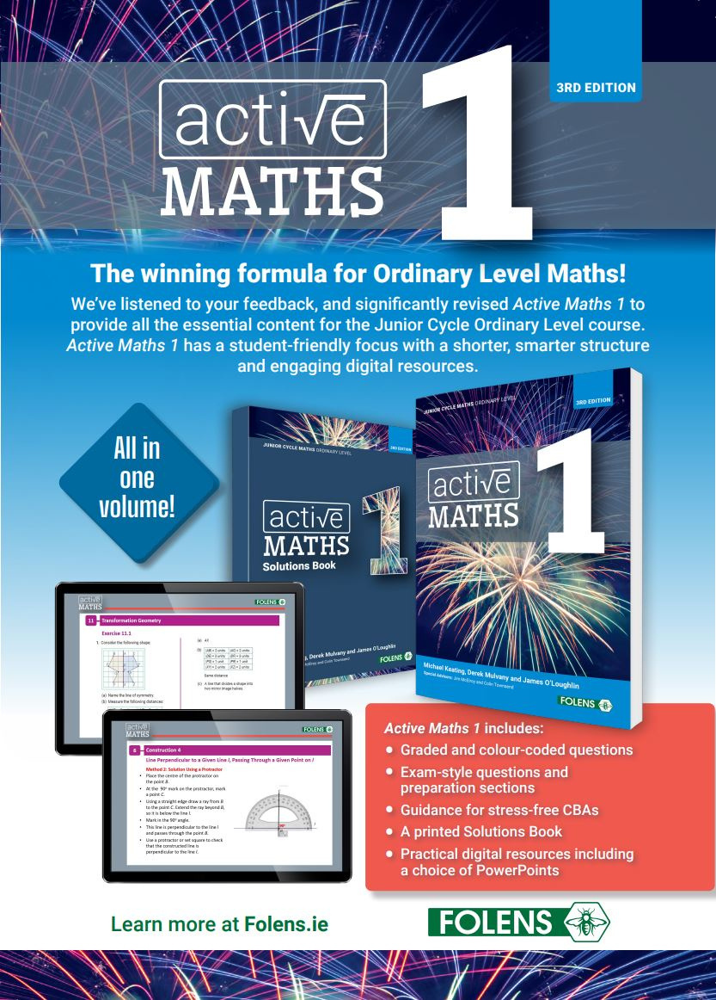 3RD EDITION
active
MATHS
1
The winning formula for Ordinary Level Maths!
We've listened to your feedback, and significantly revised Active Maths 1 to
provide all the essential content for the Junior Cycle Ordinary Level course.
Active Maths 1 has a student-friendly focus with a shorter, smarter structure
and engaging digital resources.
All in
one
volume!
JUNIOR CYCLE MATHS ORDINARY LEVEL
3RD EDITION
active
MATHS
1
Solutions Book
Derek Mulvany and James O'Loughlin
and Colin Townsend
FOLENS
JUNIOR CYCLE MATHS ORDINARY LEVEL
3RD EDITION
active
MATHS
1
Michael Keating, Derek Mulvany and James O'Loughlin
Special Advisors: Jim McElroy and Colin Townsend
FOLENS
active
MATHS
FOLENS
11 Transformation Geometry
Exercise 11.1
1. Consider the following shape:
(a) Name the line of symmetry.
(b) Measure the following distances:
(a)
(b)
Same distance
(c) A line that divides a shape into
two mirror image halves.
active
MATHS
FOLENS
6 Construction 4
Line Perpendicular to a Given Line l, Passing Through a Given Point on l
Method 2: Solution Using a Protractor
• Place the centre of the protractor on
the point B.
• At the 90° mark on the protractor, mark
a point C.
• Using a straight edge draw a ray from B
to the point C. Extend the ray beyond B,
so it is below the line l.
• Mark in the 90° angle.
• This line is perpendicular to the line l
and passes through the point B.
• Use a protractor or set square to check
that the constructed line is
perpendicular to the line l.
90°
Active Maths 1 includes:
• Graded and colour-coded questions
• Exam-style questions and
preparation sections
• Guidance for stress-free CBAs
• A printed Solutions Book
• Practical digital resources including
a choice of PowerPoints
Learn more at Folens.ie
FOLENS